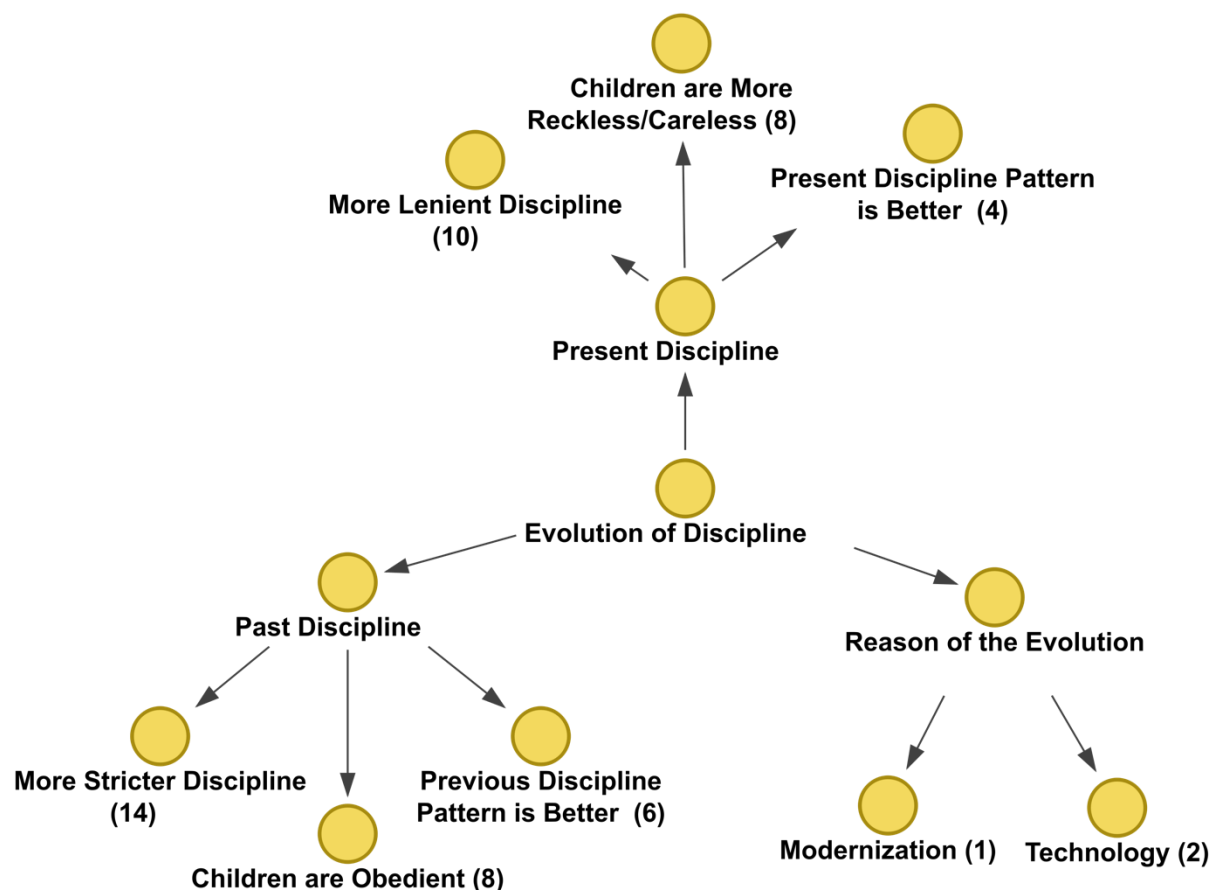 Children are More
Reckless/Careless (8)
Present Discipline Pattern
is Better (4)
More Lenient Discipline
(10)
Present Discipline
Evolution of Discipline
Past Discipline
Reason of the Evolution
More Stricter Discipline
(14)
Previous Discipline
Pattern is Better (6)
Children are Obedient (8)
Modernization (1)
Technology (2)